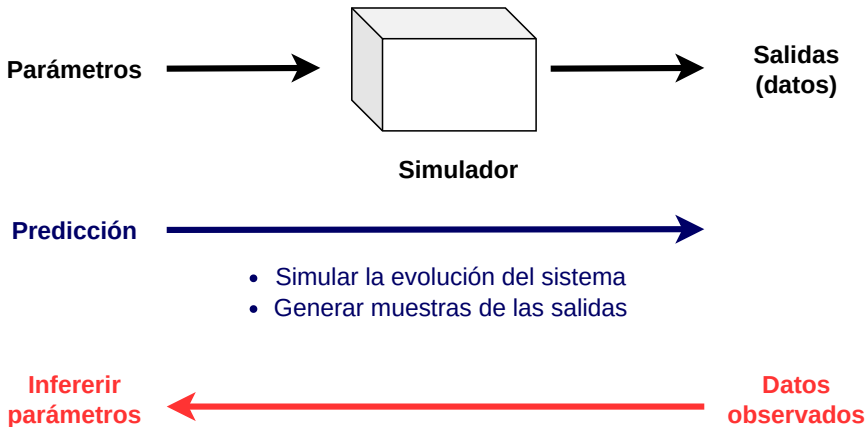 Parámetros
Salidas
(datos)
Simulador
Predicción
• Simular la evolución del sistema
• Generar muestras de las salidas
Infererir
parámetros
Datos
observados